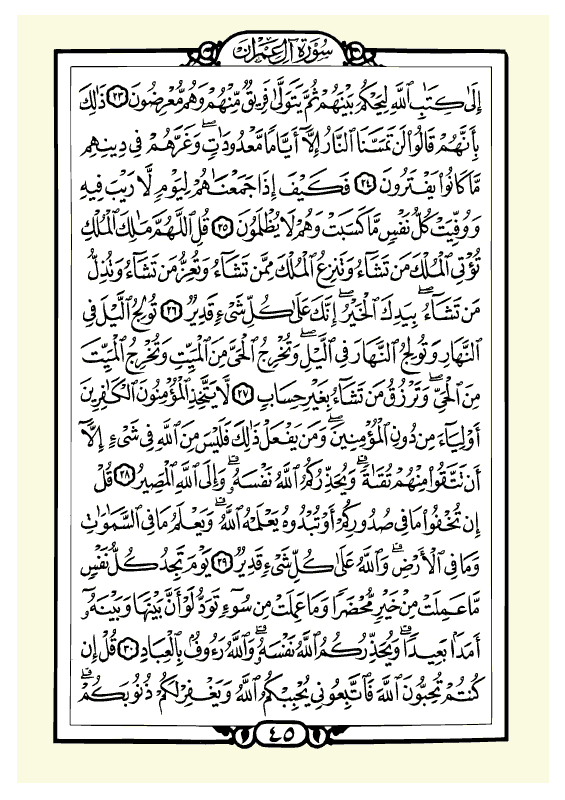 سُورَةُ آلِ عِمْرَانَ
إِلَىٰ كِتَٰبِ ٱللَّهِ لِيَحْكُمَ بَيْنَهُمْ ثُمَّ يَتَوَلَّىٰ فَرِيقٌ مِّنْهُمْ وَهُم مُّعْرِضُونَ ٢٣ ذَٰلِكَ
بِأَنَّهُمْ قَالُوا۟ لَن تَمَسَّنَا ٱلنَّارُ إِلَّآ أَيَّامًا مَّعْدُودَاتٍ ۖ وَغَرَّهُمْ فِى دِينِهِم
مَّا كَانُوا۟ يَفْتَرُونَ ٢٤ فَكَيْفَ إِذَا جَمَعْنَاهُمْ لِيَوْمٍ لَّا رَيْبَ فِيهِ
وَوُفِّيَتْ كُلُّ نَفْسٍ مَّا كَسَبَتْ وَهُمْ لَا يُظْلَمُونَ ٢٥ قُلِ ٱللَّهُمَّ مَالِكَ ٱلْمُلْكِ
تُؤْتِى ٱلْمُلْكَ مَن تَشَآءُ وَتَنزِعُ ٱلْمُلْكَ مِمَّن تَشَآءُ وَتُعِزُّ مَن تَشَآءُ وَتُذِلُّ
مَن تَشَآءُ ۖ بِيَدِكَ ٱلْخَيْرُ ۖ إِنَّكَ عَلَىٰ كُلِّ شَىْءٍ قَدِيرٌ ٢٦ تُولِجُ ٱلَّيْلَ فِى
ٱلنَّهَارِ وَتُولِجُ ٱلنَّهَارَ فِى ٱلَّيْلِ ۖ وَتُخْرِجُ ٱلْحَىَّ مِنَ ٱلْمَيِّتِ وَتُخْرِجُ ٱلْمَيِّتَ
مِنَ ٱلْحَىِّ ۖ وَتَرْزُقُ مَن تَشَآءُ بِغَيْرِ حِسَابٍ ٢٧ لَّا يَتَّخِذِ ٱلْمُؤْمِنُونَ ٱلْكَافِرِينَ
أَوْلِيَآءَ مِن دُونِ ٱلْمُؤْمِنِينَ ۖ وَمَن يَفْعَلْ ذَٰلِكَ فَلَيْسَ مِنَ ٱللَّهِ فِى شَىْءٍ إِلَّآ
أَن تَتَّقُوا۟ مِنْهُمْ تُقَىٰةً ۗ وَيُحَذِّرُكُمُ ٱللَّهُ نَفْسَهُۥ ۗ وَإِلَى ٱللَّهِ ٱلْمَصِيرُ ٢٨ قُلْ
إِن تُخْفُوا۟ مَا فِى صُدُورِكُمْ أَوْ تُبْدُوهُ يَعْلَمْهُ ٱللَّهُ ۗ وَيَعْلَمُ مَا فِى ٱلسَّمَٰوَٰتِ
وَمَا فِى ٱلْأَرْضِ ۗ وَٱللَّهُ عَلَىٰ كُلِّ شَىْءٍ قَدِيرٌ ٢٩ يَوْمَ تَجِدُ كُلُّ نَفْسٍ
مَّا عَمِلَتْ مِنْ خَيْرٍ مُّحْضَرًا وَمَا عَمِلَتْ مِن سُوٓءٍ تَوَدُّ لَوْ أَنَّ بَيْنَهَا وَبَيْنَهُۥٓ
أَمَدًۢا بَعِيدًا ۗ وَيُحَذِّرُكُمُ ٱللَّهُ نَفْسَهُۥ ۗ وَٱللَّهُ رَءُوفٌۢ بِٱلْعِبَادِ ٣٠ قُلْ إِن
كُنتُمْ تُحِبُّونَ ٱللَّهَ فَٱتَّبِعُونِى يُحْبِبْكُمُ ٱللَّهُ وَيَغْفِرْ لَكُمْ ذُنُوبَكُمْ ۗ
٤٥